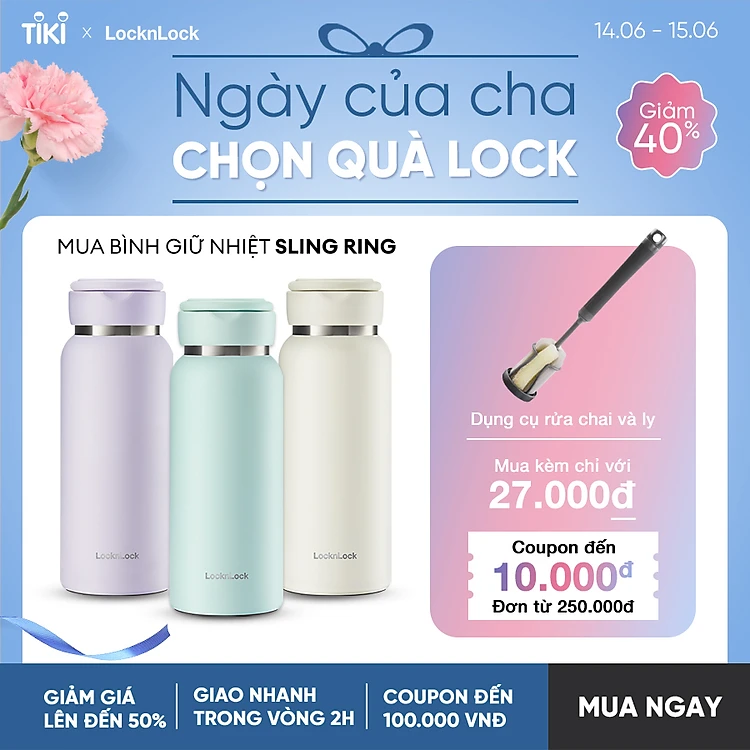 TIKI x LocknLock
14.06 - 15.06
Ngày của cha
CHỌN QUÀ LOCK
Giảm
40%
MUA BÌNH GIỮ NHIỆT SLING RING
LocknLock
LocknLock
LocknLock
Dụng cụ rửa chai và ly
Mua kèm chỉ với
27.000đ
Coupon đến
10.000đ
Đơn từ 250.000đ
GIẢM GIÁ
LÊN ĐẾN 50%
GIAO NHANH
TRONG VÒNG 2H
COUPON ĐẾN
100.000 VNĐ
MUA NGAY